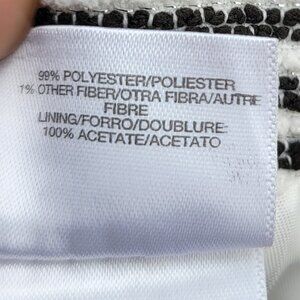 99% POLYESTER/POLIESTER
1% OTHER FIBER/OTRA FIBRA/AUTRE
FIBRE
LINING/FORRO/DOUBLURE:
100% ACETATE/ACETATO